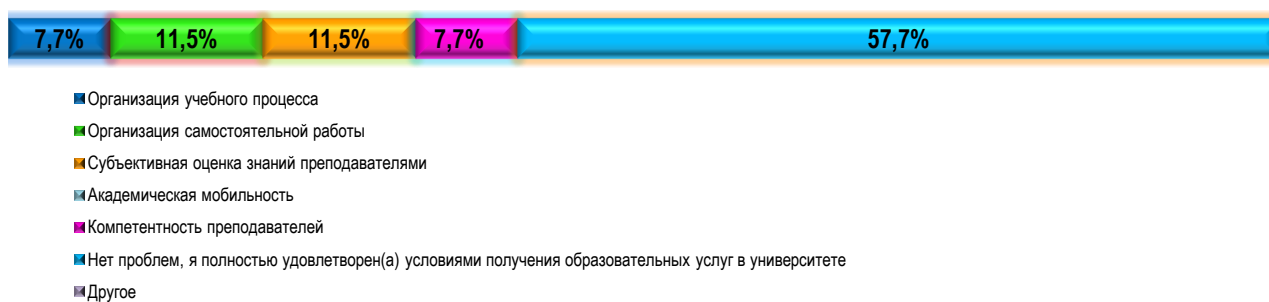 7,7% 11,5% 11,5% 7,7% 57,7%
Организация учебного процесса
Организация самостоятельной работы
Субъективная оценка знаний преподавателями
Академическая мобильность
Компетентность преподавателей
Нет проблем, я полностью удовлетворен(а) условиями получения образовательных услуг в университете
Другое